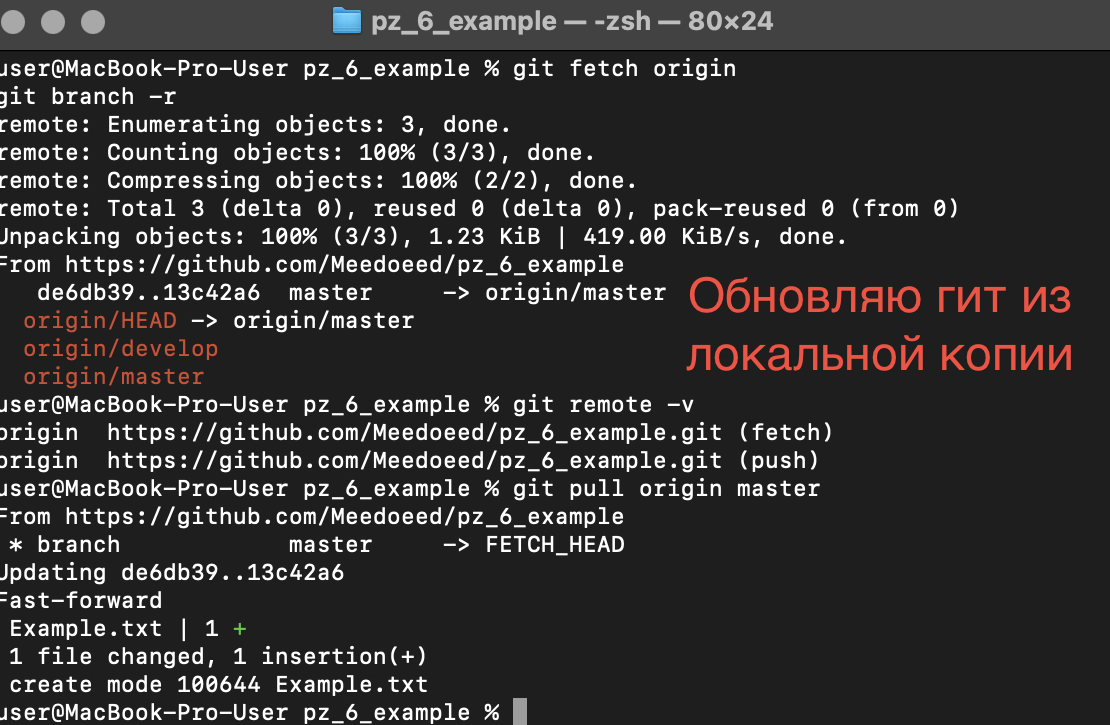 pz_6_example — -zsh — 80×24
user@MacBook-Pro-User pz_6_example % git fetch origin
git branch -r
remote: Enumerating objects: 3, done.
remote: Counting objects: 100% (3/3), done.
remote: Compressing objects: 100% (2/2), done.
remote: Total 3 (delta 0), reused 0 (delta 0), pack-reused 0 (from 0)
Unpacking objects: 100% (3/3), 1.23 KiB | 419.00 KiB/s, done.
From https://github.com/Meedoeed/pz_6_example
   de6db39..13c42a6  master     -> origin/master
  origin/HEAD -> origin/master
  origin/develop
  origin/master
Обновляю гит из
локальной копии
user@MacBook-Pro-User pz_6_example % git remote -v
origin  https://github.com/Meedoeed/pz_6_example.git (fetch)
origin  https://github.com/Meedoeed/pz_6_example.git (push)
user@MacBook-Pro-User pz_6_example % git pull origin master
From https://github.com/Meedoeed/pz_6_example
 * branch            master     -> FETCH_HEAD
Updating de6db39..13c42a6
Fast-forward
 Example.txt | 1 +
 1 file changed, 1 insertion(+)
 create mode 100644 Example.txt
user@MacBook-Pro-User pz_6_example %